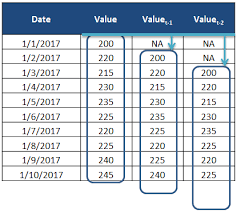 Date Value Valueₜ₋₁ Valueₜ₋₂
1/1/2017 200 NA NA
1/2/2017 220 200 NA
1/3/2017 215 220 200
1/4/2017 230 215 220
1/5/2017 235 230 215
1/6/2017 225 235 230
1/7/2017 220 225 235
1/8/2017 225 220 225
1/9/2017 240 225 220
1/10/2017 245 240 225